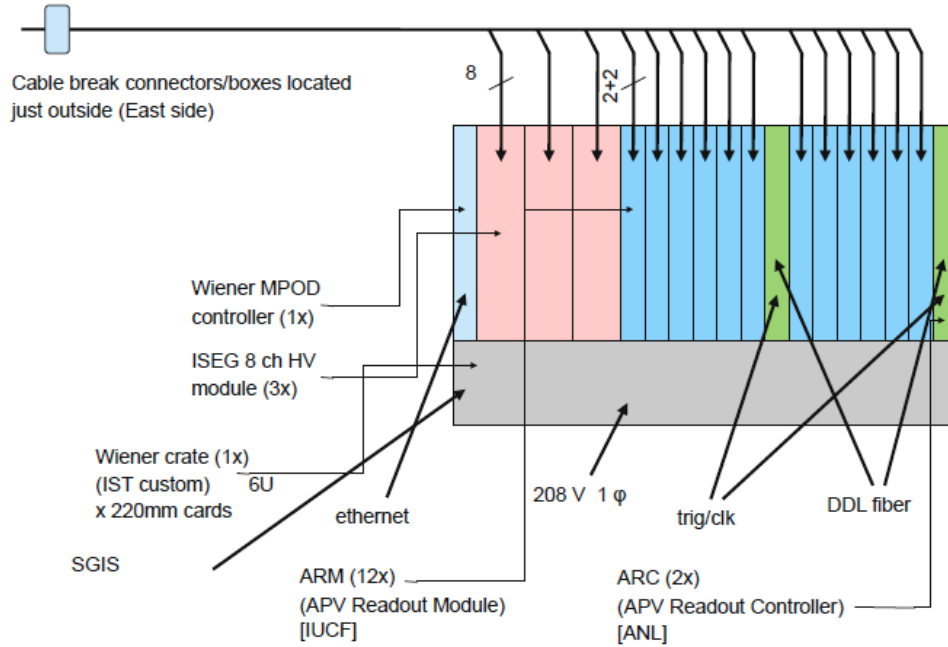 Cable break connectors/boxes located
just outside (East side)
8
2+2
Wiener MPOD
controller (1x)
ISEG 8 ch HV
module (3x)
Wiener crate (1x)
(IST custom) 6U
x 220mm cards
ethernet
208 V 1 φ
trig/clk
DDL fiber
SGIS
ARM (12x)
(APV Readout Module)
[IUCF]
ARC (2x)
(APV Readout Controller)
[ANL]